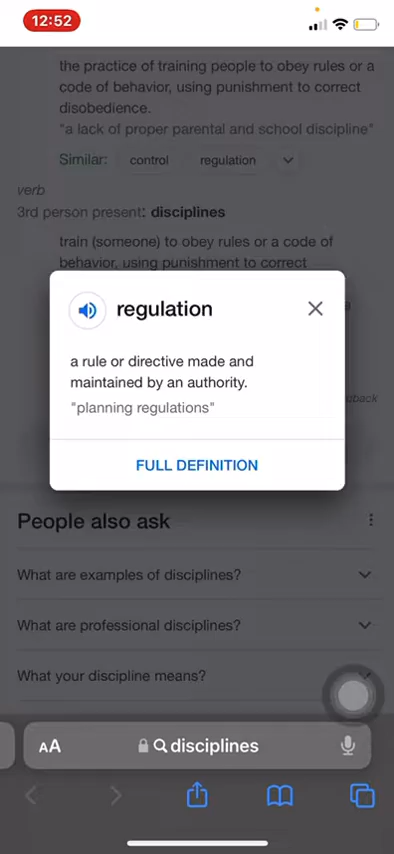 12:52
the practice of training people to obey rules or a
code of behavior, using punishment to correct
disobedience.
"a lack of proper parental and school discipline"
Similar: control regulation
verb
3rd person present: disciplines
train (someone) to obey rules or a code of
behavior, using punishment to correct
regulation
a rule or directive made and
maintained by an authority.
"planning regulations"
FULL DEFINITION
People also ask
What are examples of disciplines?
What are professional disciplines?
What your discipline means?
AA disciplines